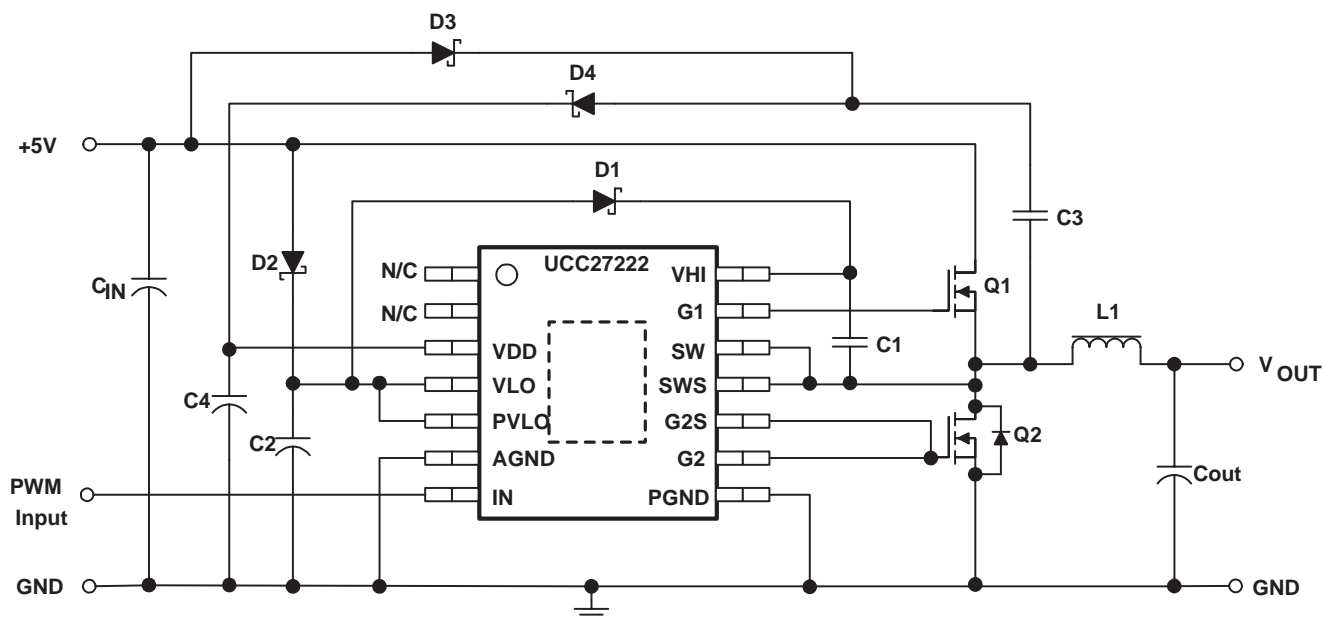 D3
D4
+5V
D1
C3
D2
N/C
UCC27222
VHI
CIN
N/C
G1
Q1
L1
VDD
SW
C1
VOUT
C4
VLO
SWS
C2
PVLO
G2S
Q2
AGND
G2
Cout
PWM
Input
IN
PGND
GND
GND